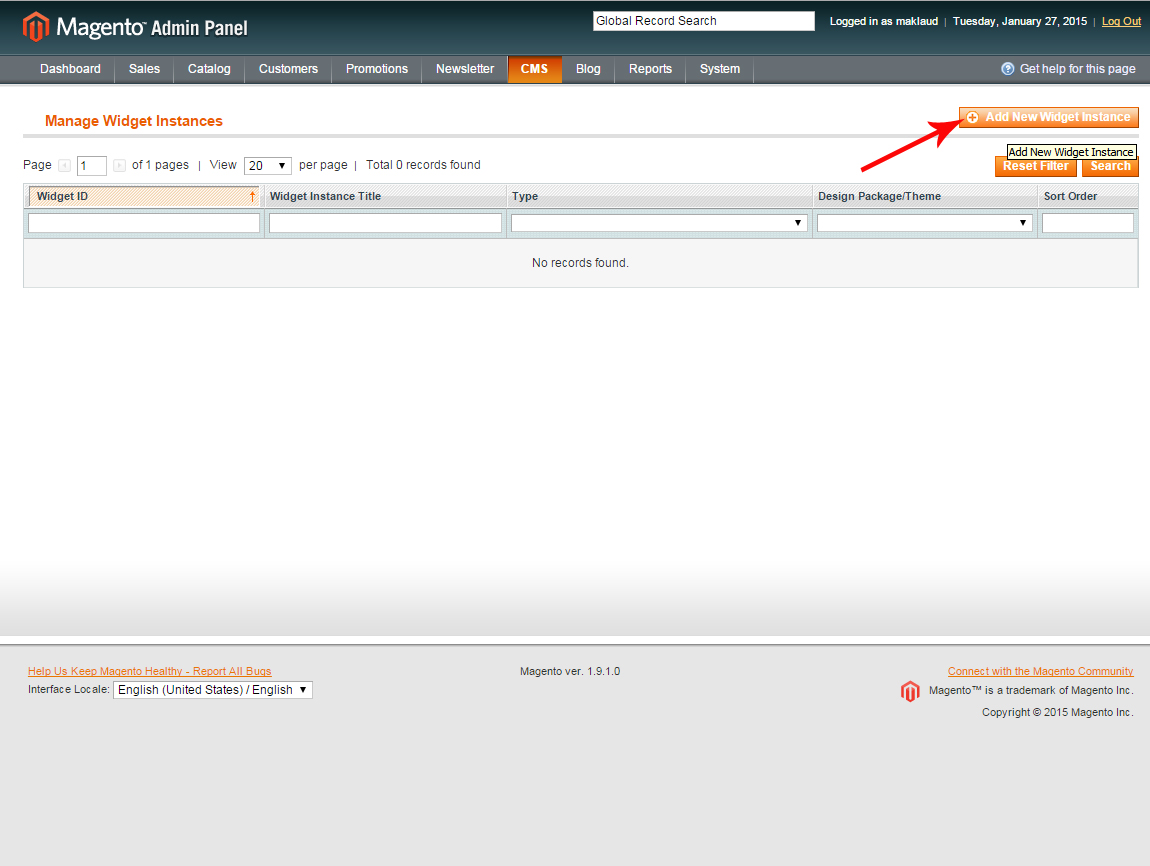 Magento™ Admin Panel
Global Record Search
Logged in as maklaud | Tuesday, January 27, 2015 | Log Out
Dashboard Sales Catalog Customers Promotions Newsletter CMS Blog Reports System Get help for this page
Manage Widget Instances
Add New Widget Instance
Page 1 of 1 pages | View 20 per page | Total 0 records found
Add New Widget Instance
Reset Filter Search
Widget ID Widget Instance Title Type Design Package/Theme Sort Order
No records found.
Help Us Keep Magento Healthy - Report All Bugs
Interface Locale: English (United States) / English
Magento ver. 1.9.1.0
Connect with the Magento Community
Magento™ is a trademark of Magento Inc.
Copyright © 2015 Magento Inc.